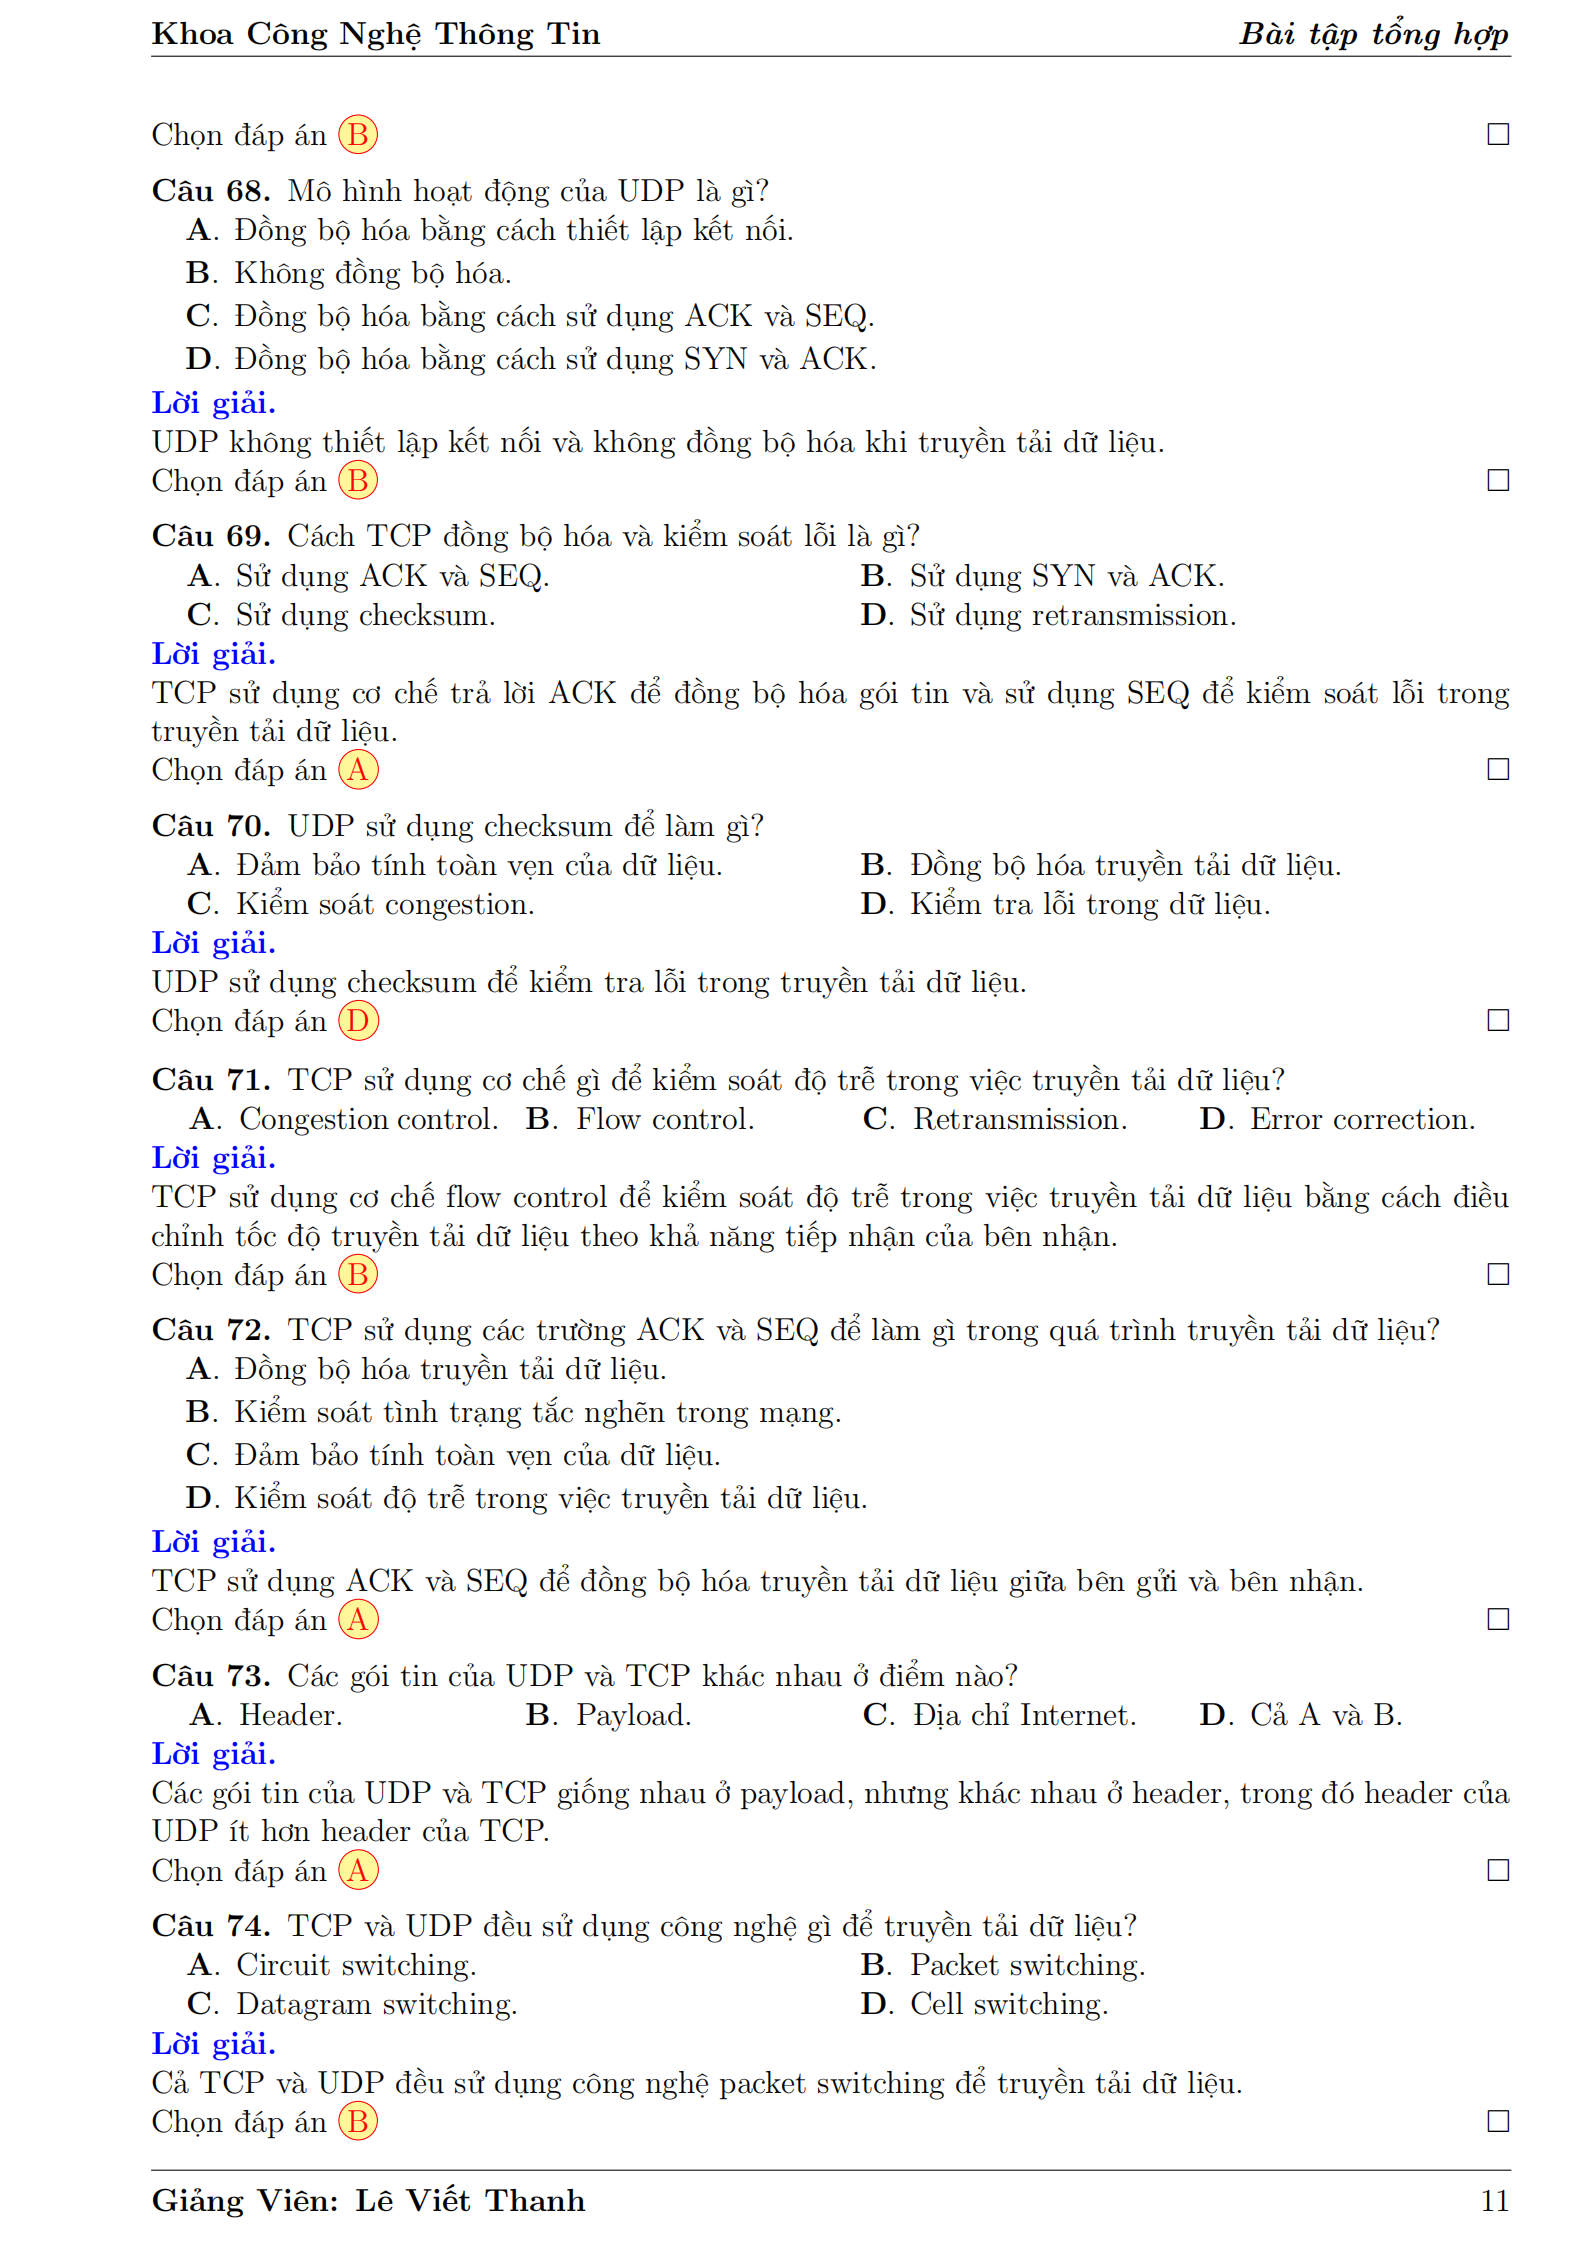 Khoa Công Nghệ Thông Tin Bài tập tổng hợp
Chọn đáp án B
Câu 68. Mô hình hoạt động của UDP là gì?
A. Đồng bộ hóa bằng cách thiết lập kết nối.
B. Không đồng bộ hóa.
C. Đồng bộ hóa bằng cách sử dụng ACK và SEQ.
D. Đồng bộ hóa bằng cách sử dụng SYN và ACK.
Lời giải.
UDP không thiết lập kết nối và không đồng bộ hóa khi truyền tải dữ liệu.
Chọn đáp án B
Câu 69. Cách TCP đồng bộ hóa và kiểm soát lỗi là gì?
A. Sử dụng ACK và SEQ. B. Sử dụng SYN và ACK.
C. Sử dụng checksum. D. Sử dụng retransmission.
Lời giải.
TCP sử dụng cơ chế trả lời ACK để đồng bộ hóa gói tin và sử dụng SEQ để kiểm soát lỗi trong
truyền tải dữ liệu.
Chọn đáp án A
Câu 70. UDP sử dụng checksum để làm gì?
A. Đảm bảo tính toàn vẹn của dữ liệu. B. Đồng bộ hóa truyền tải dữ liệu.
C. Kiểm soát congestion. D. Kiểm tra lỗi trong dữ liệu.
Lời giải.
UDP sử dụng checksum để kiểm tra lỗi trong truyền tải dữ liệu.
Chọn đáp án D
Câu 71. TCP sử dụng cơ chế gì để kiểm soát độ trễ trong việc truyền tải dữ liệu?
A. Congestion control. B. Flow control. C. Retransmission. D. Error correction.
Lời giải.
TCP sử dụng cơ chế flow control để kiểm soát độ trễ trong việc truyền tải dữ liệu bằng cách điều
chỉnh tốc độ truyền tải dữ liệu theo khả năng tiếp nhận của bên nhận.
Chọn đáp án B
Câu 72. TCP sử dụng các trường ACK và SEQ để làm gì trong quá trình truyền tải dữ liệu?
A. Đồng bộ hóa truyền tải dữ liệu.
B. Kiểm soát tình trạng tắc nghẽn trong mạng.
C. Đảm bảo tính toàn vẹn của dữ liệu.
D. Kiểm soát độ trễ trong việc truyền tải dữ liệu.
Lời giải.
TCP sử dụng ACK và SEQ để đồng bộ hóa truyền tải dữ liệu giữa bên gửi và bên nhận.
Chọn đáp án A
Câu 73. Các gói tin của UDP và TCP khác nhau ở điểm nào?
A. Header. B. Payload. C. Địa chỉ Internet. D. Cả A và B.
Lời giải.
Các gói tin của UDP và TCP giống nhau ở payload, nhưng khác nhau ở header, trong đó header của
UDP ít hơn header của TCP.
Chọn đáp án A
Câu 74. TCP và UDP đều sử dụng công nghệ gì để truyền tải dữ liệu?
A. Circuit switching. B. Packet switching.
C. Datagram switching. D. Cell switching.
Lời giải.
Cả TCP và UDP đều sử dụng công nghệ packet switching để truyền tải dữ liệu.
Chọn đáp án B
Giảng Viên: Lê Viết Thanh 11